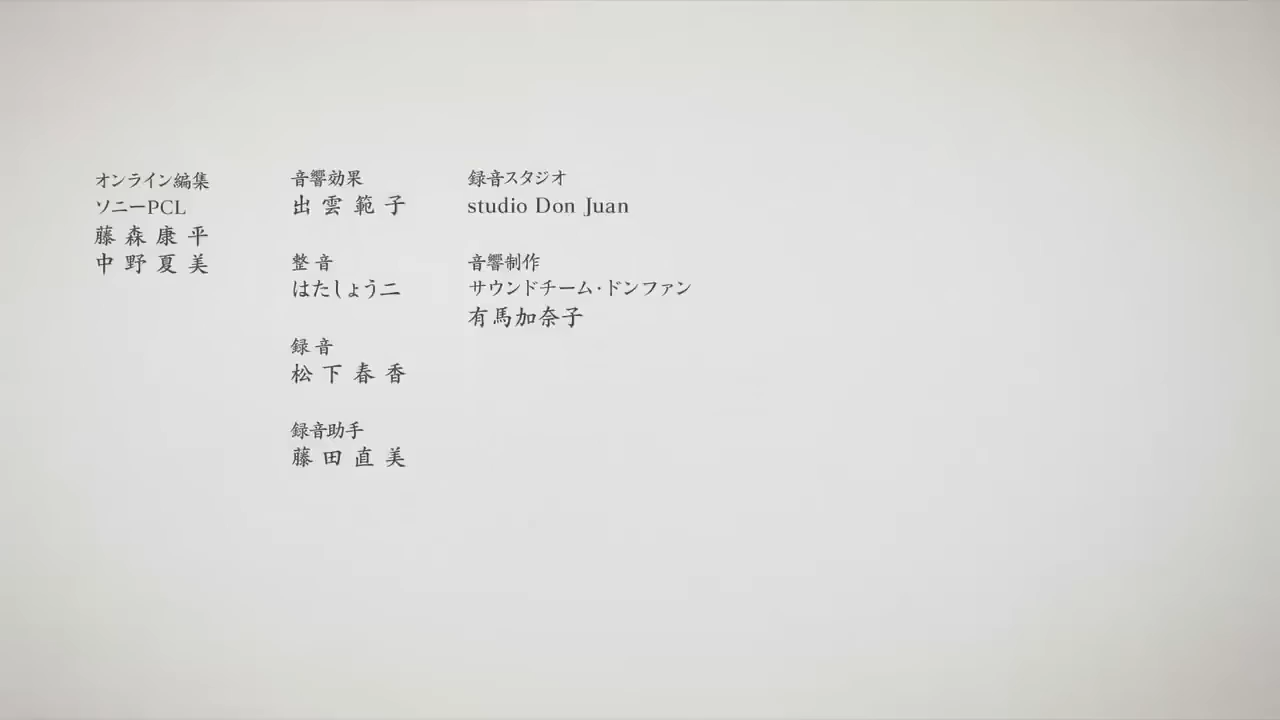 オンライン編集
ソニーPCL
藤森康平
中野夏美
音響効果
出雲範子
整音
はたしょう二
録音
松下春香
録音助手
藤田直美
録音スタジオ
studio Don Juan
音響制作
サウンドチーム・ドンファン
有馬加奈子